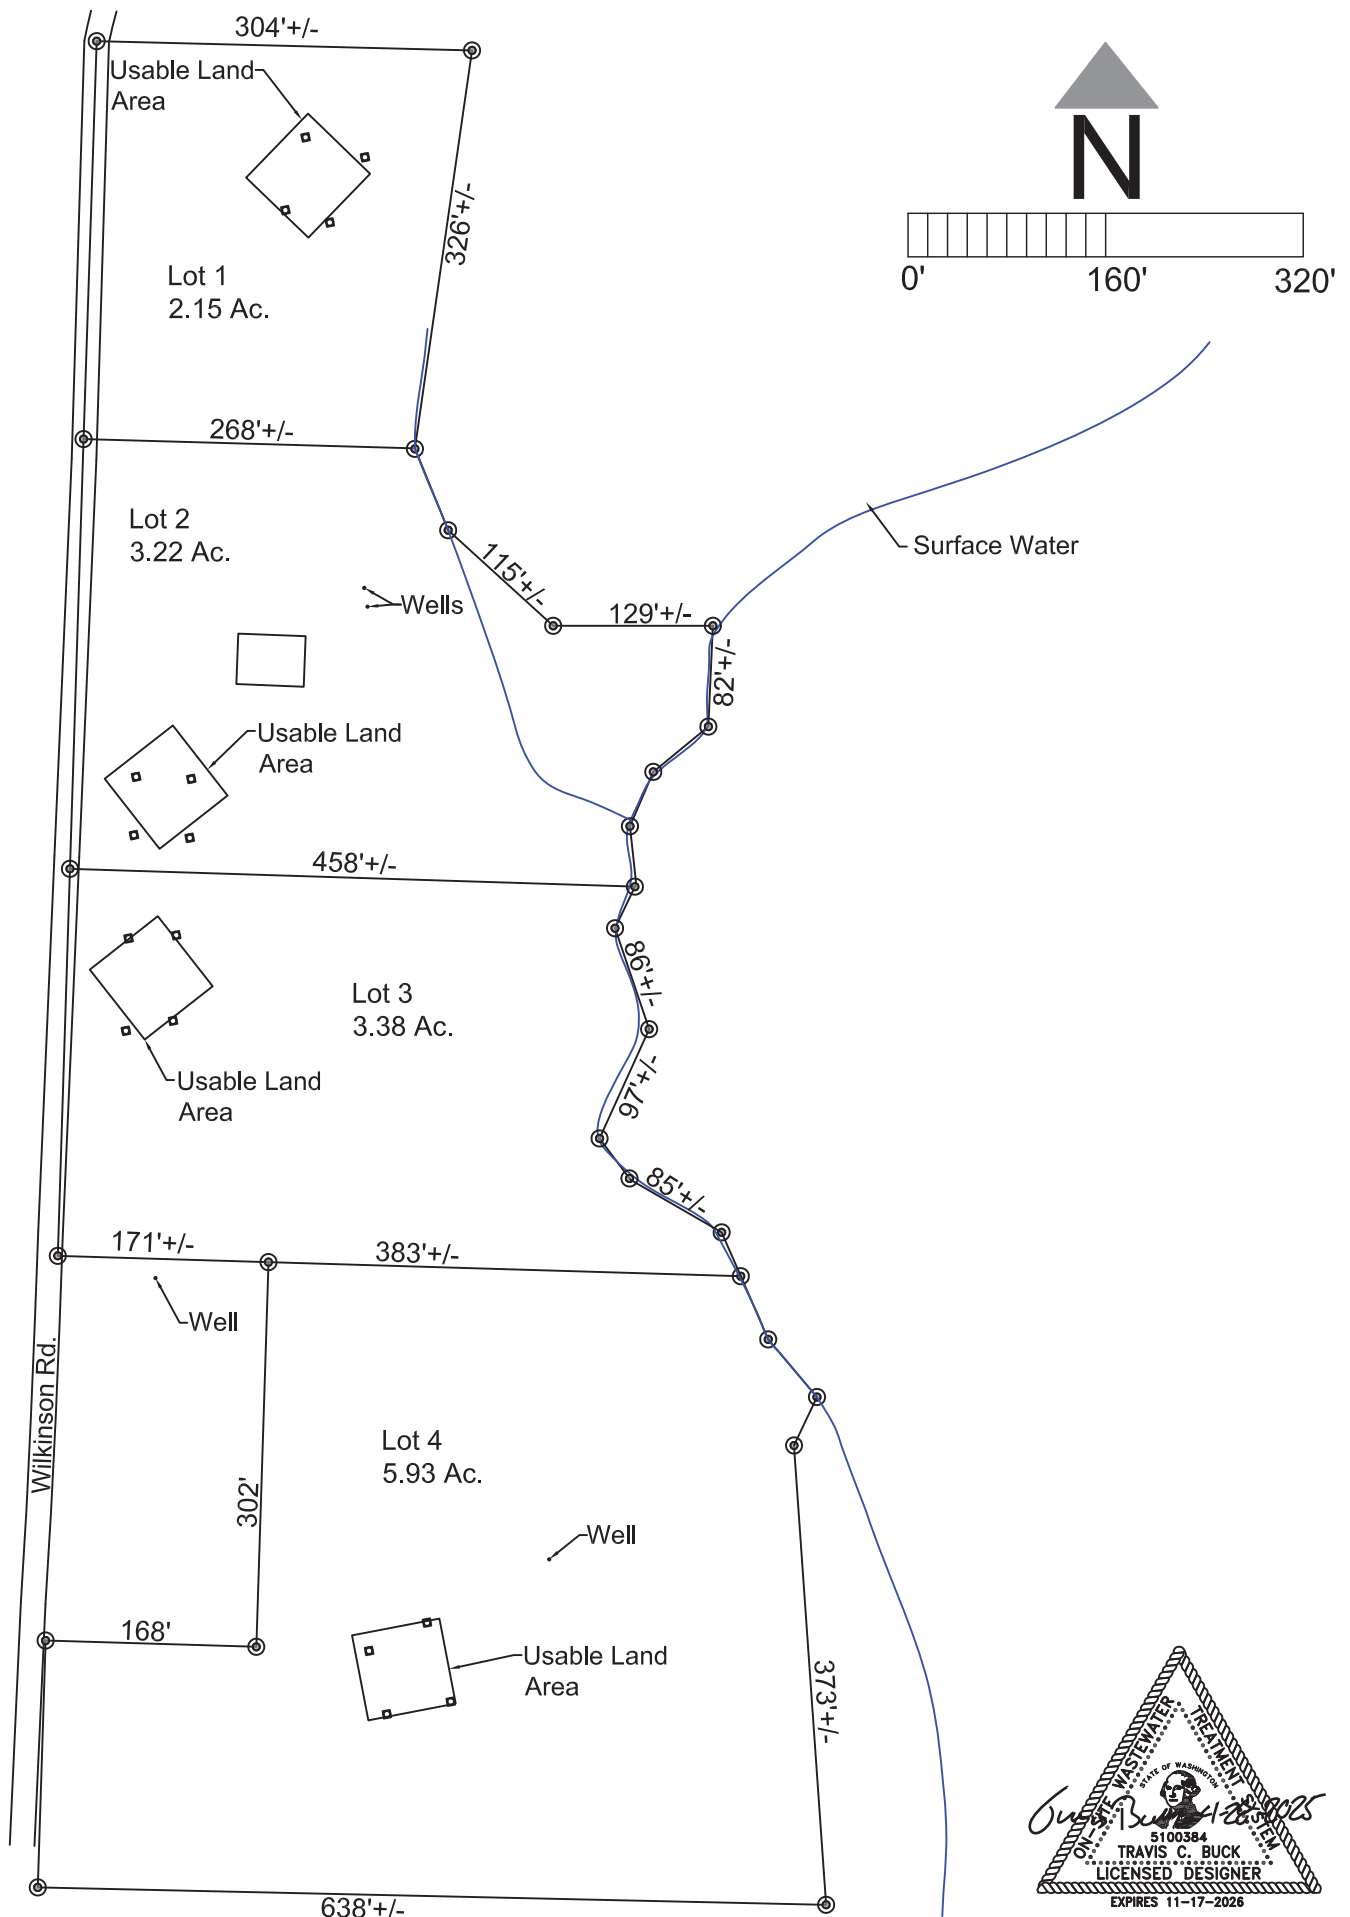 304'+/-
Usable Land
Area
326'+/-
Lot 1
2.15 Ac.
N
0' 160' 320'
268'+/-
Lot 2
3.22 Ac.
115'+/-
Surface Water
Wells
129'+/-
82'+/-
Usable Land
Area
458'+/-
86'+/-
Lot 3
3.38 Ac.
97'+/-
Usable Land
Area
85'+/-
171'+/-
383'+/-
Well
Wilkinson Rd.
Lot 4
5.93 Ac.
302'
Well
168'
Usable Land
Area
373'+/-
638'+/-
ON-SITE WASTEWATER TREATMENT SYSTEM
STATE OF WASHINGTON
2025
5100384
TRAVIS C. BUCK
LICENSED DESIGNER
EXPIRES 11-17-2026